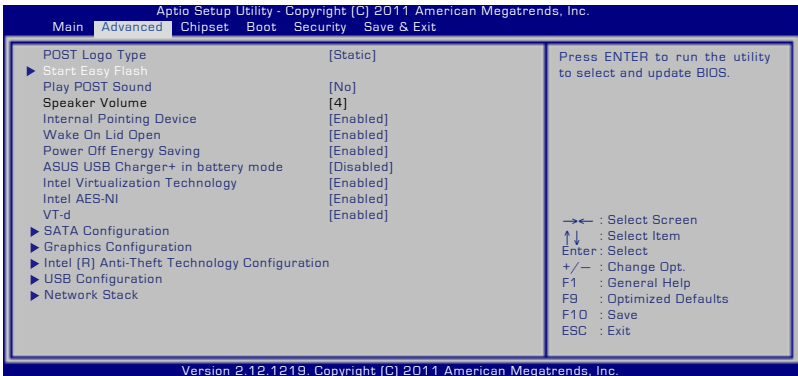 Aptio Setup Utility - Copyright (C) 2011 American Megatrends, Inc.
Main Advanced Chipset Boot Security Save & Exit
POST Logo Type [Static]
Start Easy Flash
Play POST Sound [No]
Speaker Volume [4]
Internal Pointing Device [Enabled]
Wake On Lid Open [Enabled]
Power Off Energy Saving [Enabled]
ASUS USB Charger+ in battery mode [Disabled]
Intel Virtualization Technology [Enabled]
Intel AES-NI [Enabled]
VT-d [Enabled]
SATA Configuration
Graphics Configuration
Intel (R) Anti-Theft Technology Configuration
USB Configuration
Network Stack
Press ENTER to run the utility
to select and update BIOS.
→← : Select Screen
↑↓ : Select Item
Enter : Select
+/− : Change Opt.
F1 : General Help
F9 : Optimized Defaults
F10 : Save
ESC : Exit
Version 2.12.1219. Copyright (C) 2011 American Megatrends, Inc.